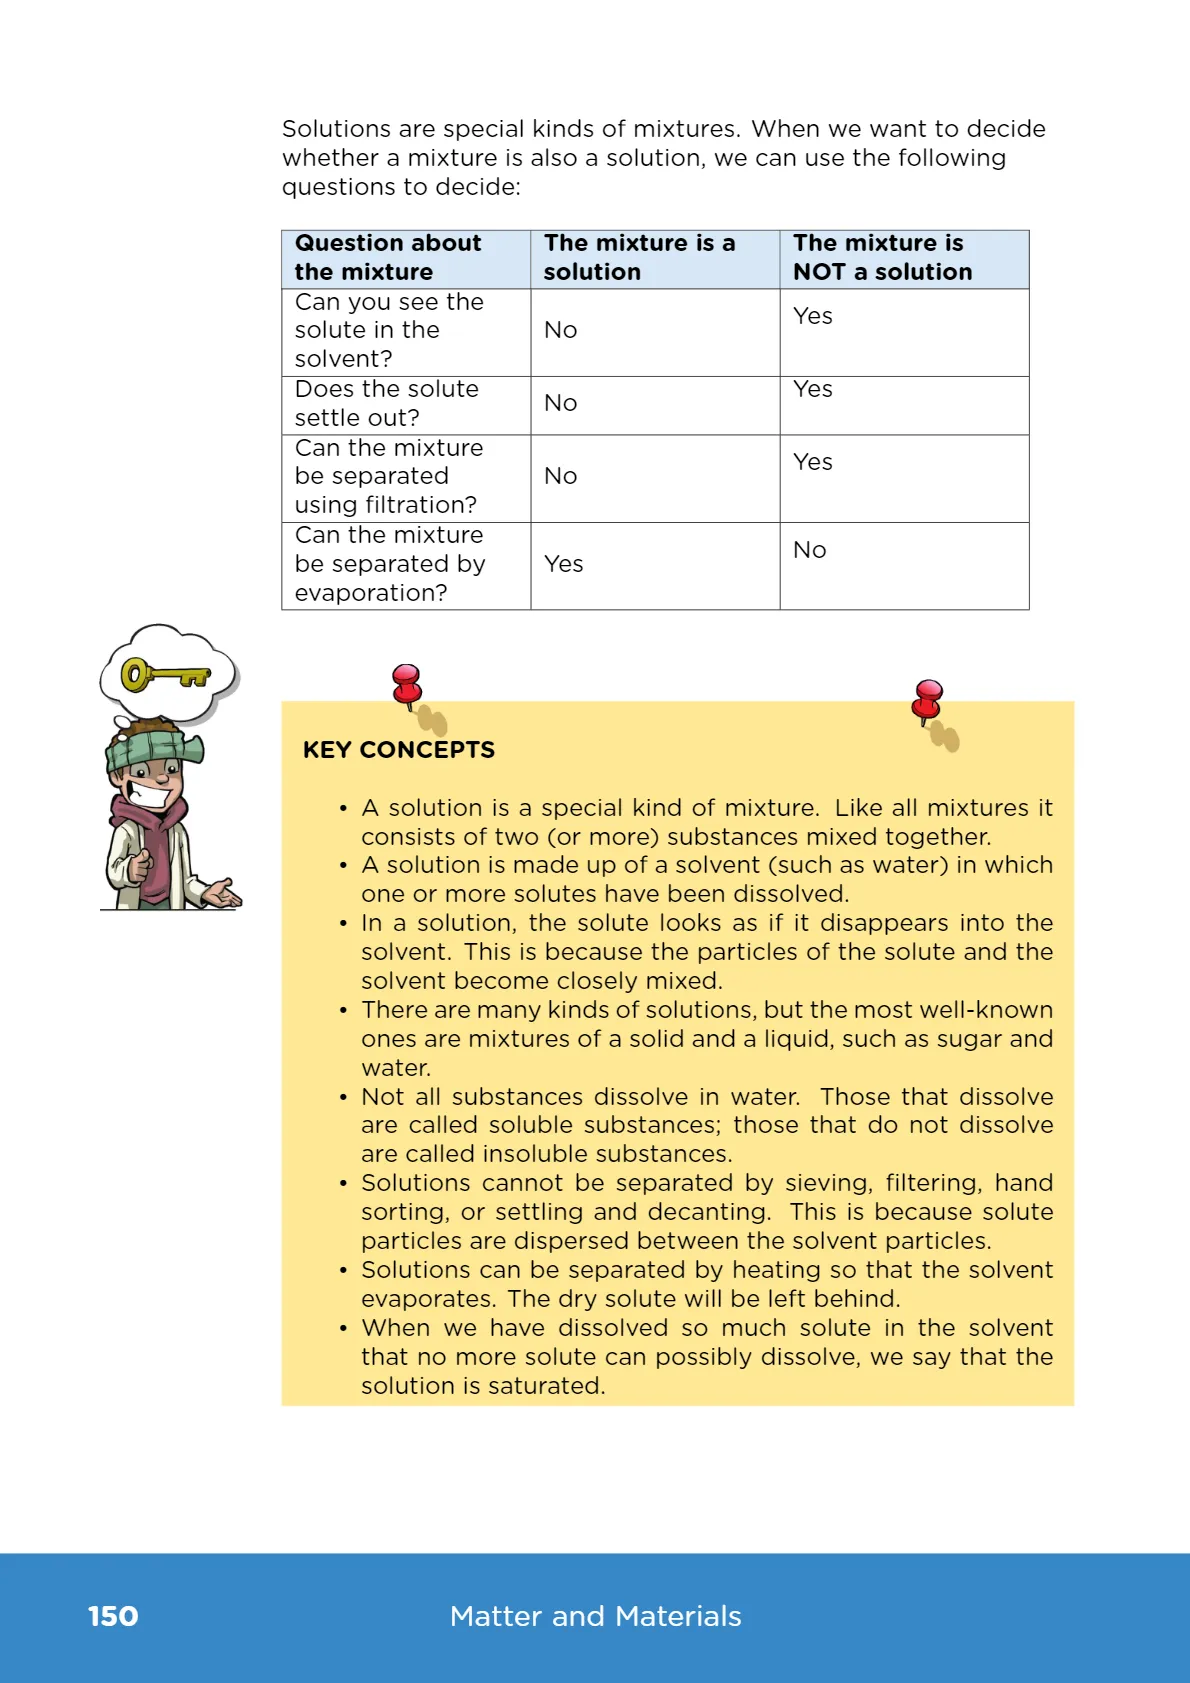 Solutions are special kinds of mixtures. When we want to decide
whether a mixture is also a solution, we can use the following
questions to decide:
Question about
the mixture
The mixture is a
solution
The mixture is
NOT a solution
Can you see the
solute in the
solvent?
No
Yes
Does the solute
settle out?
No
Yes
Can the mixture
be separated
using filtration?
No
Yes
Can the mixture
be separated by
evaporation?
Yes
No
KEY CONCEPTS
• A solution is a special kind of mixture. Like all mixtures it
consists of two (or more) substances mixed together.
• A solution is made up of a solvent (such as water) in which
one or more solutes have been dissolved.
• In a solution, the solute looks as if it disappears into the
solvent. This is because the particles of the solute and the
solvent become closely mixed.
• There are many kinds of solutions, but the most well-known
ones are mixtures of a solid and a liquid, such as sugar and
water.
• Not all substances dissolve in water. Those that dissolve
are called soluble substances; those that do not dissolve
are called insoluble substances.
• Solutions cannot be separated by sieving, filtering, hand
sorting, or settling and decanting. This is because solute
particles are dispersed between the solvent particles.
• Solutions can be separated by heating so that the solvent
evaporates. The dry solute will be left behind.
• When we have dissolved so much solute in the solvent
that no more solute can possibly dissolve, we say that the
solution is saturated.
150
Matter and Materials